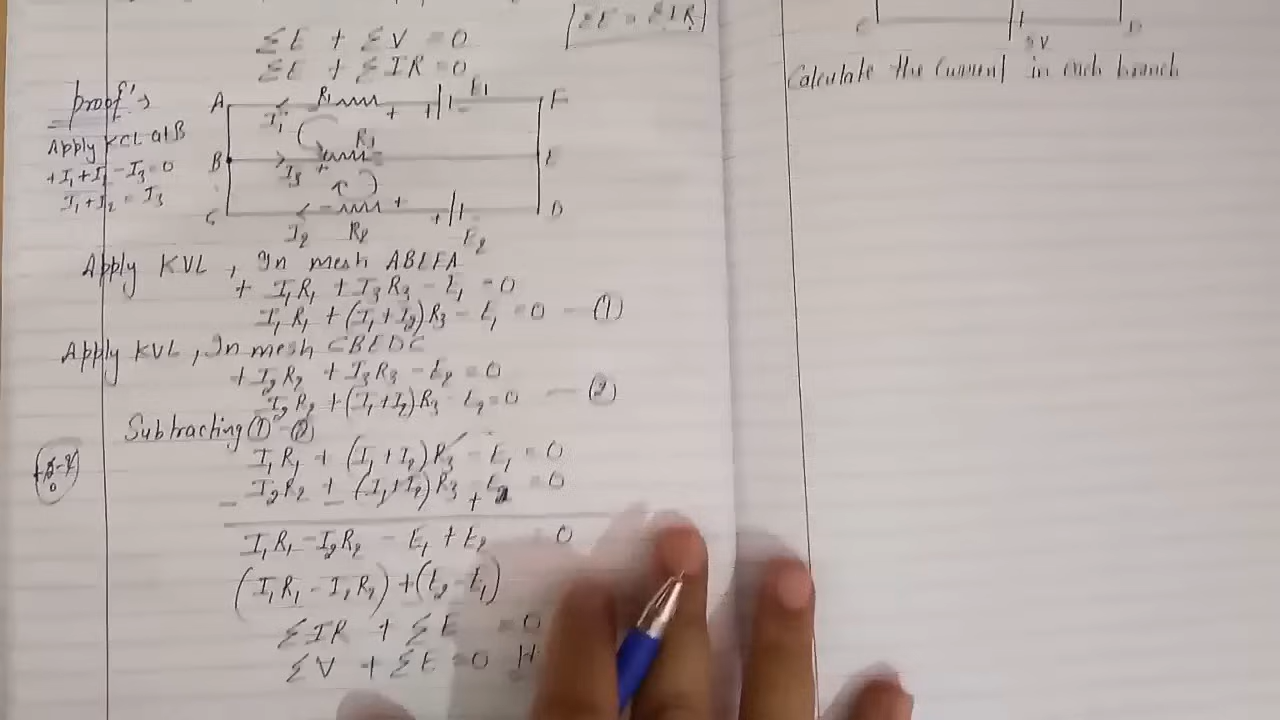 ΣE + ΣV = 0
ΣE = ΣIR
ΣE + ΣIR = 0
proof:→
Apply KCL at B
+I₁+I₂-I₃=0
I₁+I₂ = I₃
A R₁ + + E₁ - F
I₁
R₃
B I₃ + E
C - + + D
I₂ R₂ E₂
Apply KVL, In mesh ABEFA
+ I₁R₁ + I₃R₃ - E₁ = 0
I₁R₁ + (I₁+I₂)R₃ - E₁ = 0 — (1)
Apply KVL, In mesh CBEDC
+ I₂R₂ + I₃R₃ - E₂ = 0
I₂R₂ + (I₁+I₂)R₃ - E₂ = 0 — (2)
Subtracting (1) - (2)
I₁R₁ + (I₁+I₂)R₃ - E₁ = 0
- I₂R₂ + (I₁+I₂)R₃ - E₂ = 0
I₁R₁ - I₂R₂ - E₁ + E₂ = 0
(I₁R₁ - I₂R₂) + (E₂ - E₁)
ΣIR + ΣE = 0
ΣV + ΣE = 0 H
C 5V D
Calculate the current in each branch